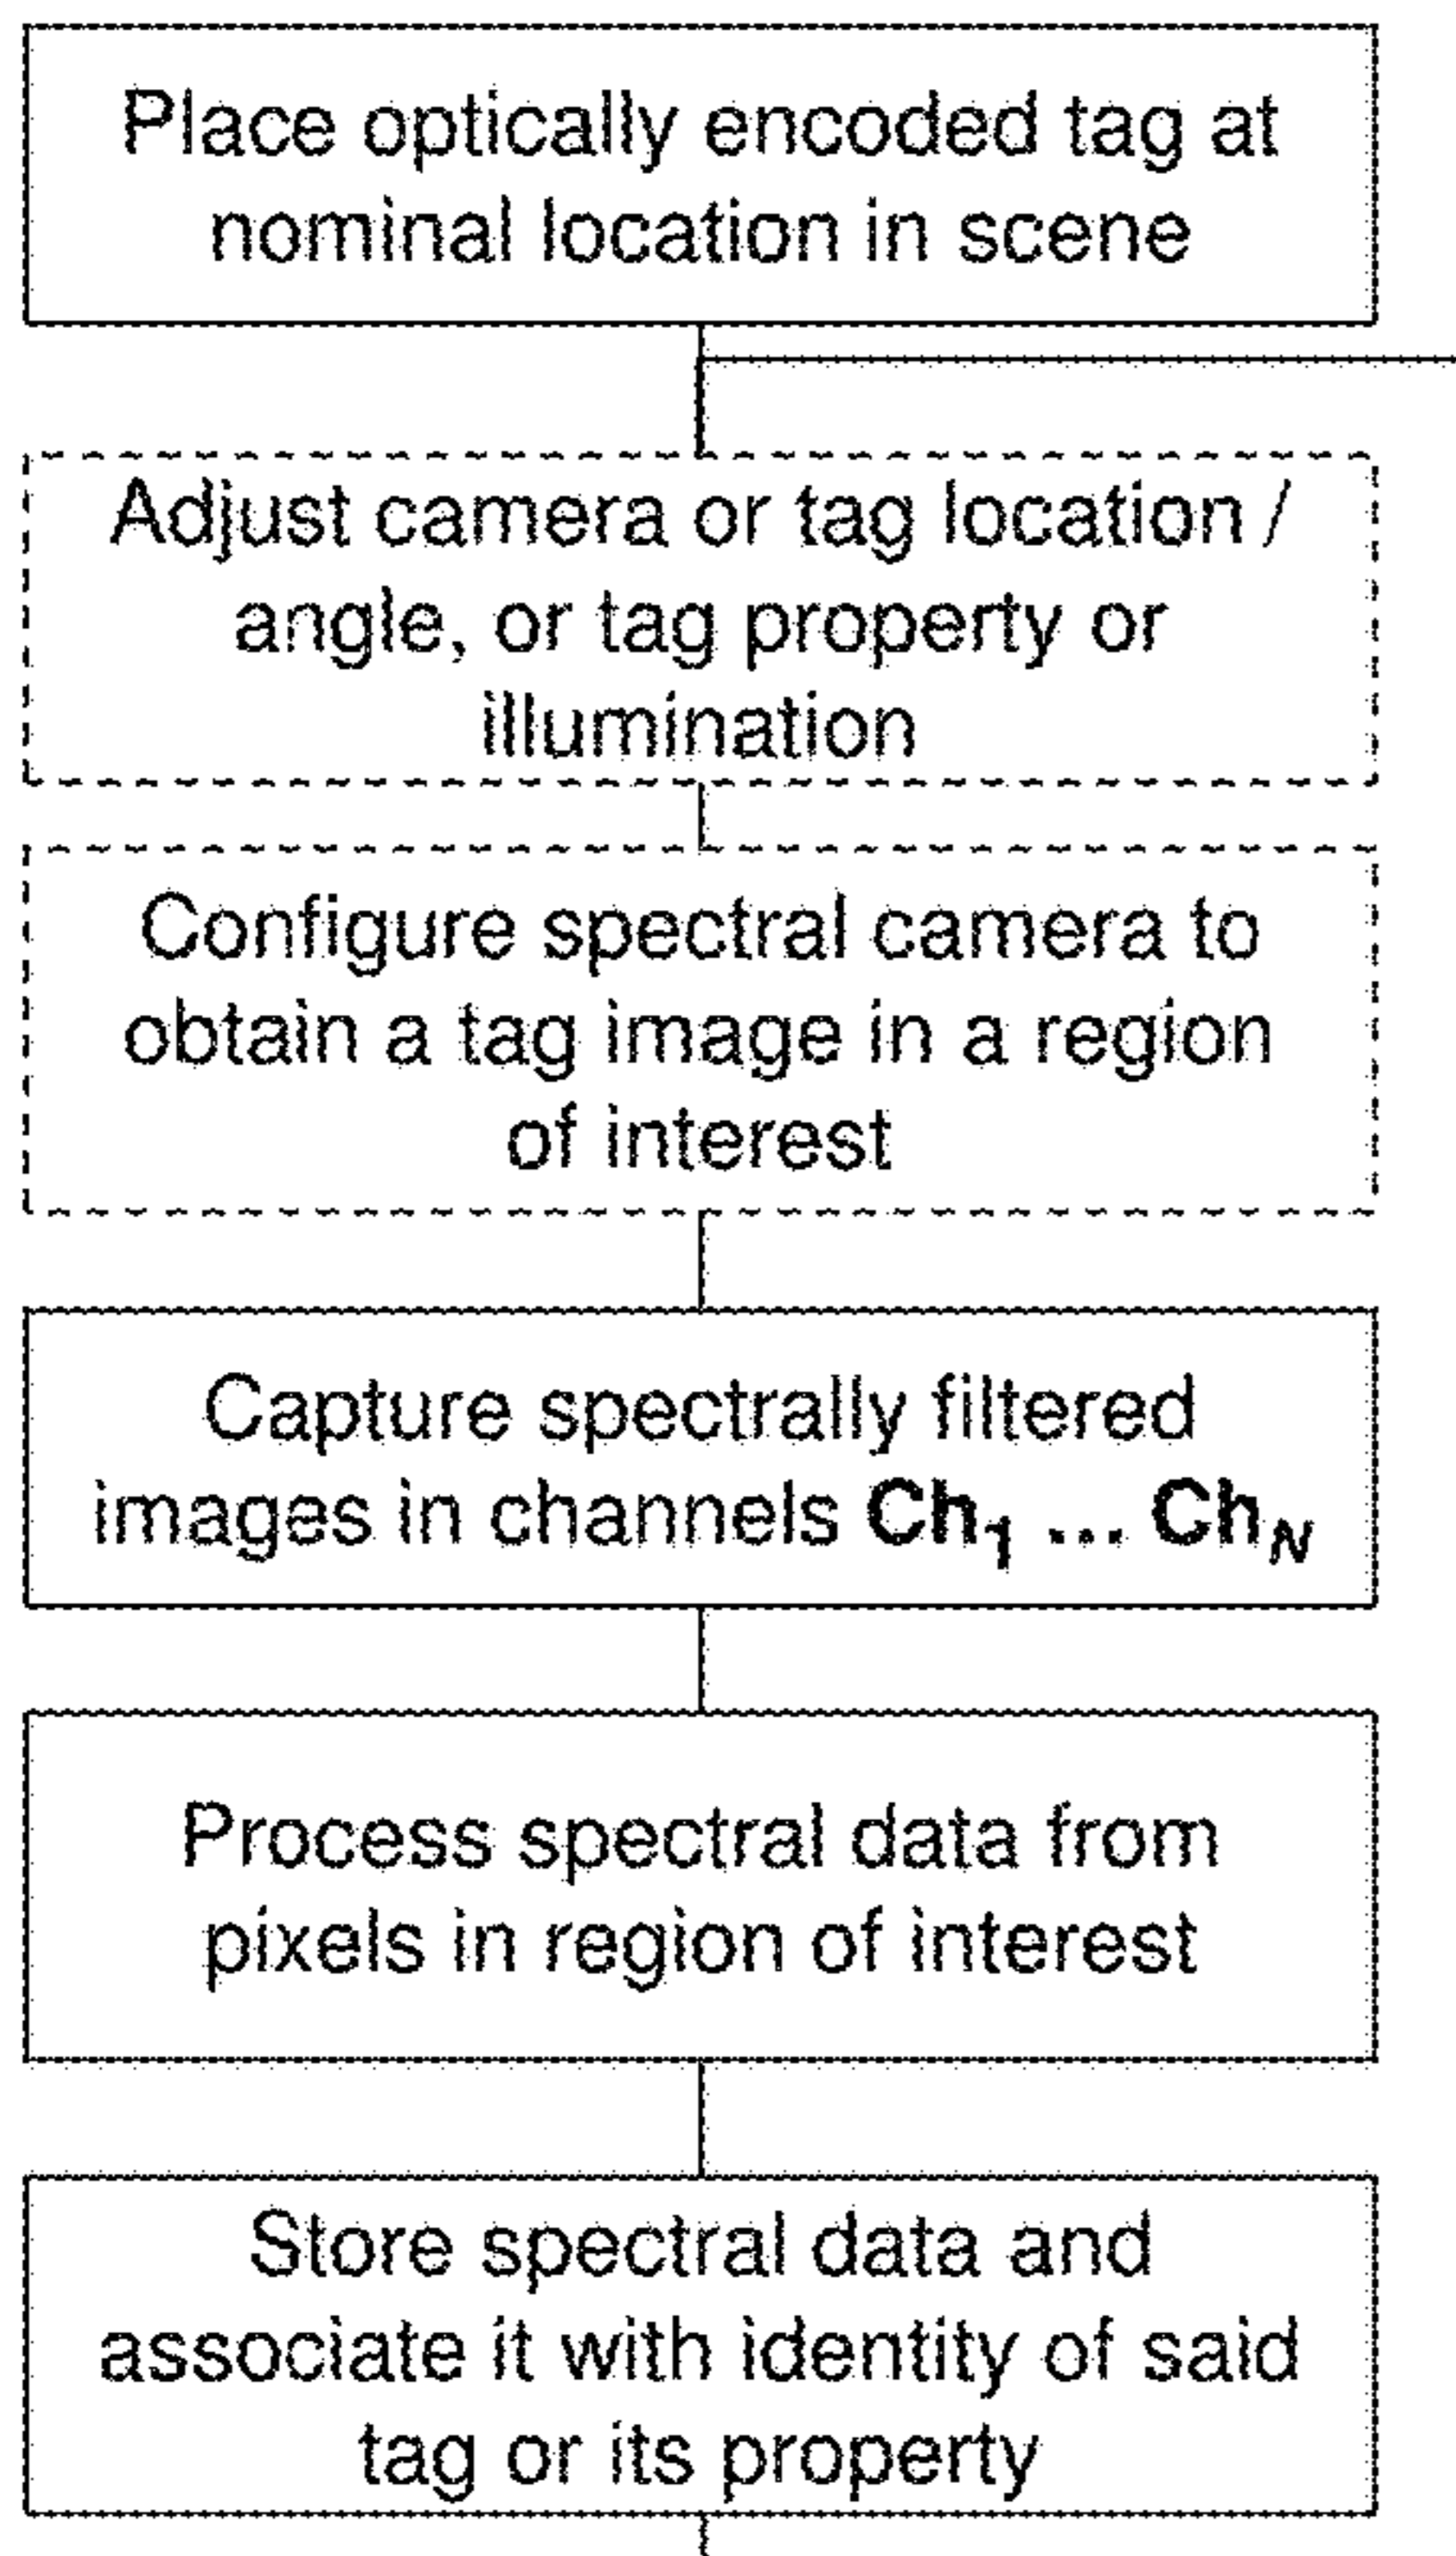 Place optically encoded tag at
nominal location in scene
Adjust camera or tag location /
angle, or tag property or
illumination
Configure spectral camera to
obtain a tag image in a region
of interest
Capture spectrally filtered
images in channels Ch₁ ... Ch_N
Process spectral data from
pixels in region of interest
Store spectral data and
associate it with identity of said
tag or its property